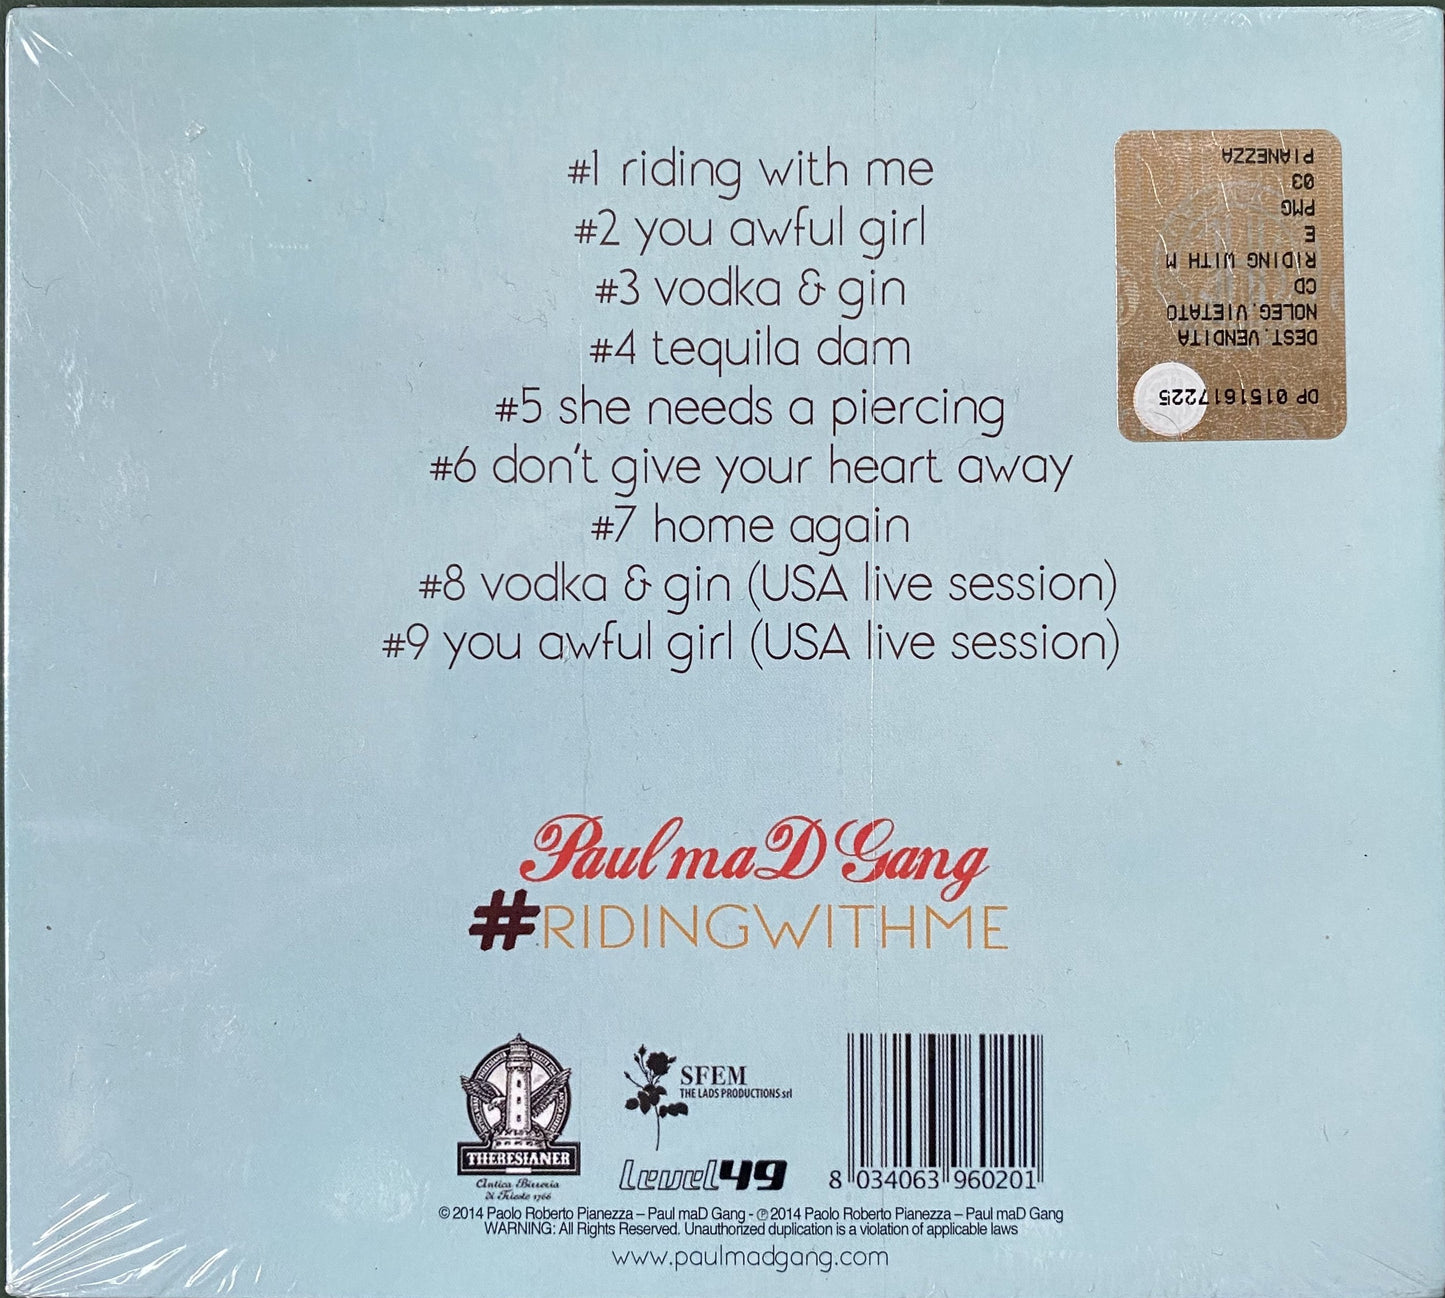 #1 riding with me
#2 you awful girl
#3 vodka & gin
#4 tequila dam
#5 she needs a piercing
#6 don't give your heart away
#7 home again
#8 vodka & gin (USA live session)
#9 you awful girl (USA live session)
DP 0151617225
DEST. VENDITA
NOLEG.VIETATO
CD
RIDING WITH M
E
PMG
03
PIANEZZA
Paul maD Gang
#RIDINGWITHME
THERESIANER
Antica Birreria
di Trieste 1766
SFEM
THE LADS PRODUCTIONS srl
Level49
8 034063 960201
© 2014 Paolo Roberto Pianezza – Paul maD Gang - ℗ 2014 Paolo Roberto Pianezza – Paul maD Gang
WARNING: All Rights Reserved. Unauthorized duplication is a violation of applicable laws
www.paulmadgang.com